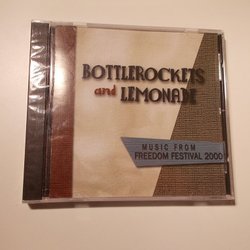 BOTTLEROCKETS
and LEMONADE
MUSIC FROM
FREEDOM FESTIVAL 2000